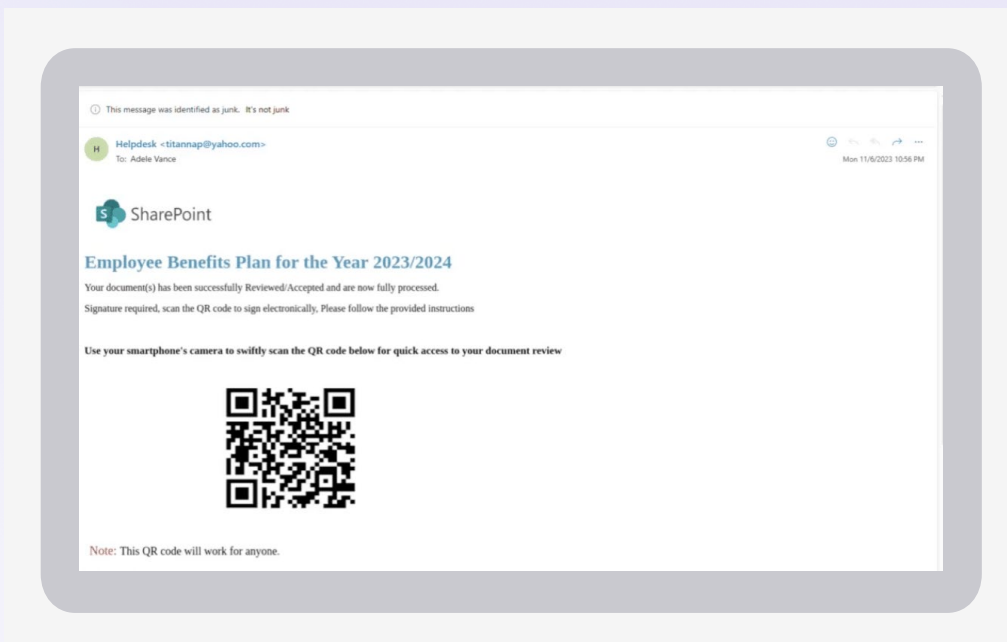 This message was identified as junk. It's not junk
H
Helpdesk <titannap@yahoo.com>
To: Adele Vance
Mon 11/6/2023 10:56 PM
S SharePoint
Employee Benefits Plan for the Year 2023/2024
Your document(s) has been successfully Reviewed/Accepted and are now fully processed.
Signature required, scan the QR code to sign electronically, Please follow the provided instructions
Use your smartphone's camera to swiftly scan the QR code below for quick access to your document review
Note: This QR code will work for anyone.